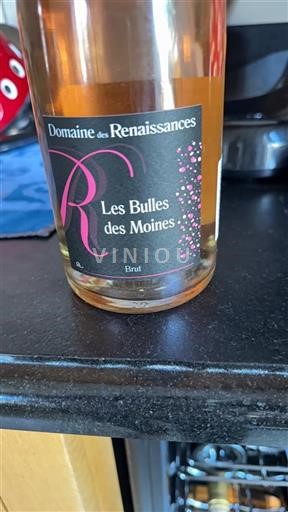 Domaine des Renaissances
R
Les Bulles
des Moines
VINIOU
Brut